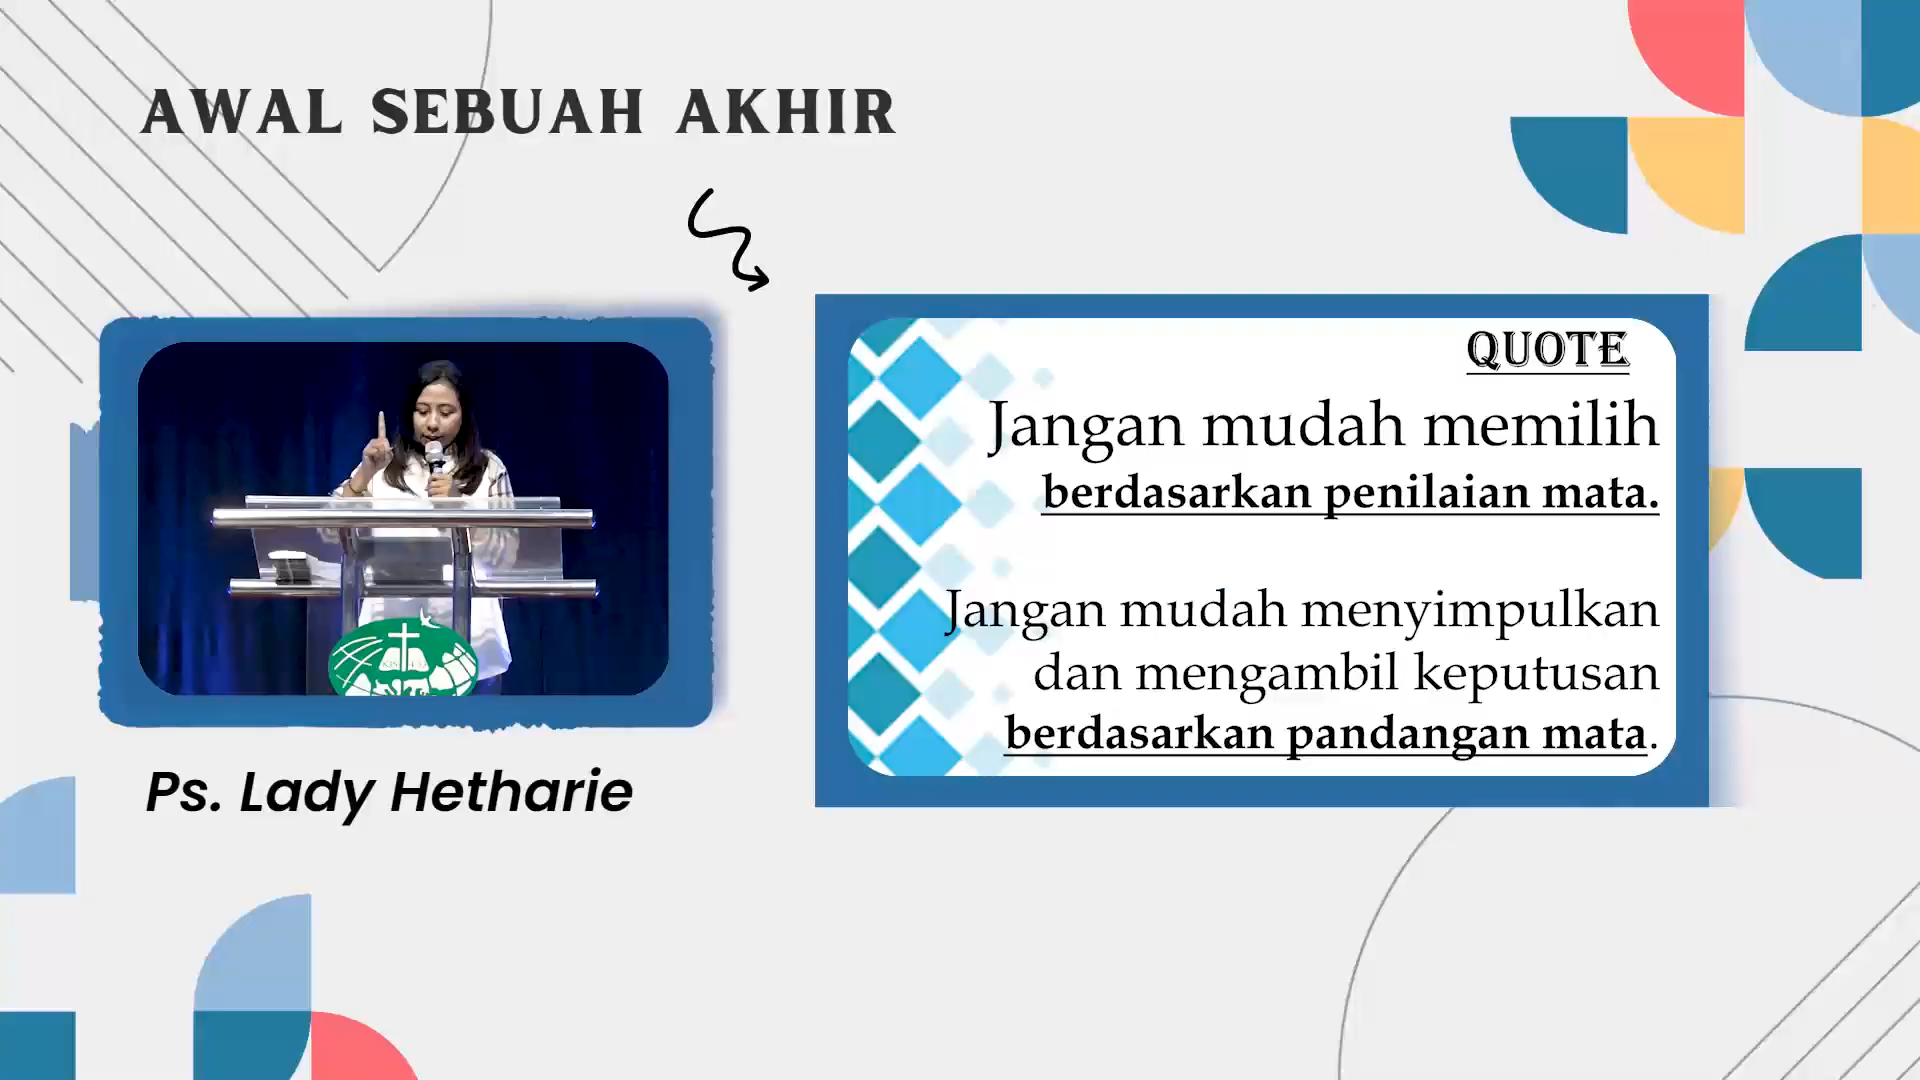 AWAL SEBUAH AKHIR
QUOTE
Jangan mudah memilih
berdasarkan penilaian mata.
Jangan mudah menyimpulkan
dan mengambil keputusan
berdasarkan pandangan mata.
Ps. Lady Hetharie